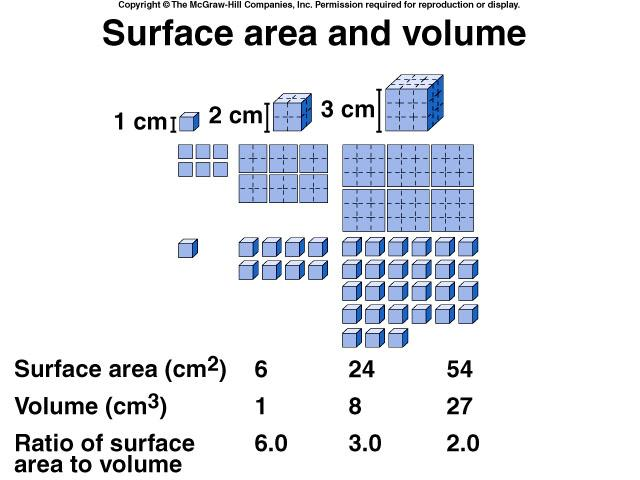 Copyright © The McGraw-Hill Companies, Inc. Permission required for reproduction or display.
Surface area and volume
1 cm 2 cm 3 cm
Surface area (cm²) 6 24 54
Volume (cm³) 1 8 27
Ratio of surface 6.0 3.0 2.0
area to volume